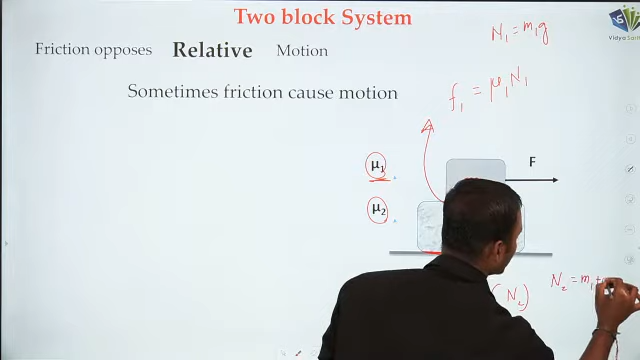 Two block System
N₁ = m₁g
Friction opposes Relative Motion
f₁ = μ₁N₁
Sometimes friction cause motion
μ₁
F
μ₂
(N₂)
N₂ = m₁ +